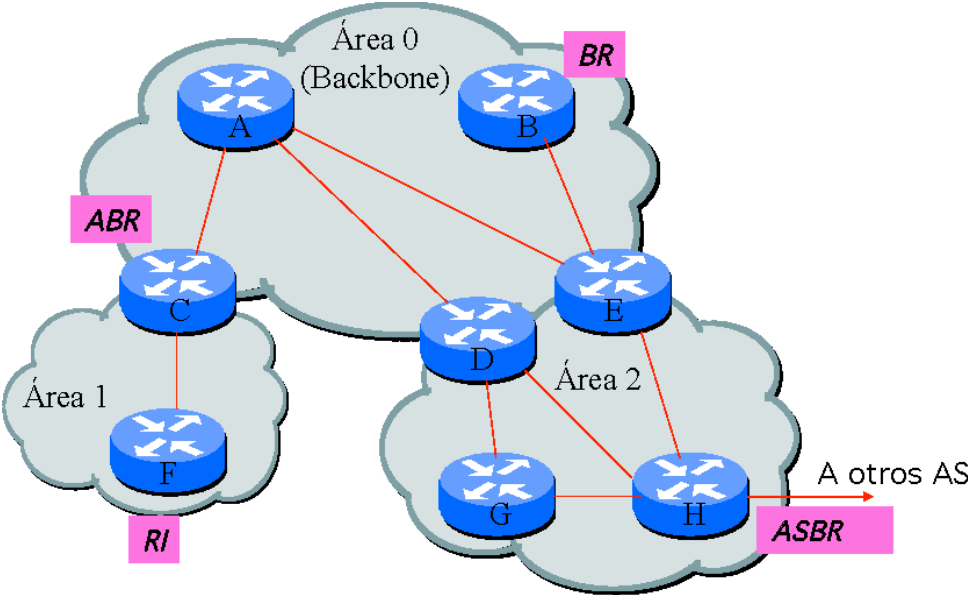 Área 0
(Backbone)
BR
A
B
ABR
C
E
D
Área 1
Área 2
F
RI
G
H
A otros AS
ASBR